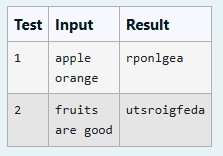 Test Input Result
1 apple rponlgea
orange
2 fruits utsroigfeda
are good